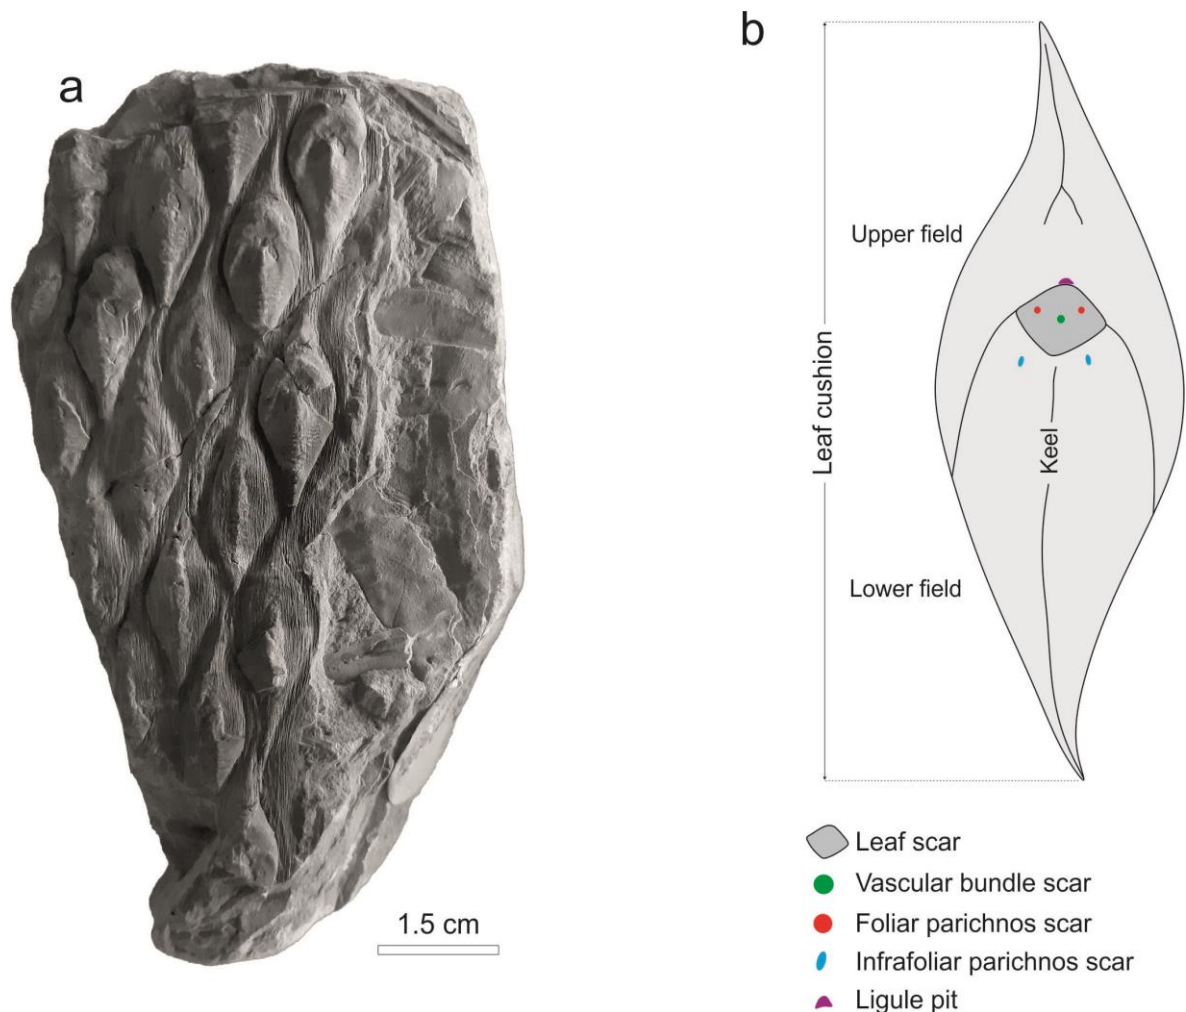 a
1.5 cm
b
Upper field
Leaf cushion
Keel
Lower field
Leaf scar
Vascular bundle scar
Foliar parichnos scar
Infrafoliar parichnos scar
Ligule pit